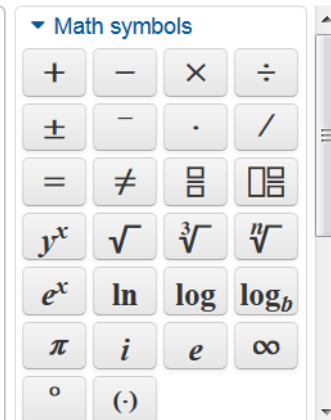 Math symbols
+ − × ÷
± − · /
= ≠
yˣ √ ∛ ⁿ√
eˣ ln log log_b
π i e ∞
° (·)